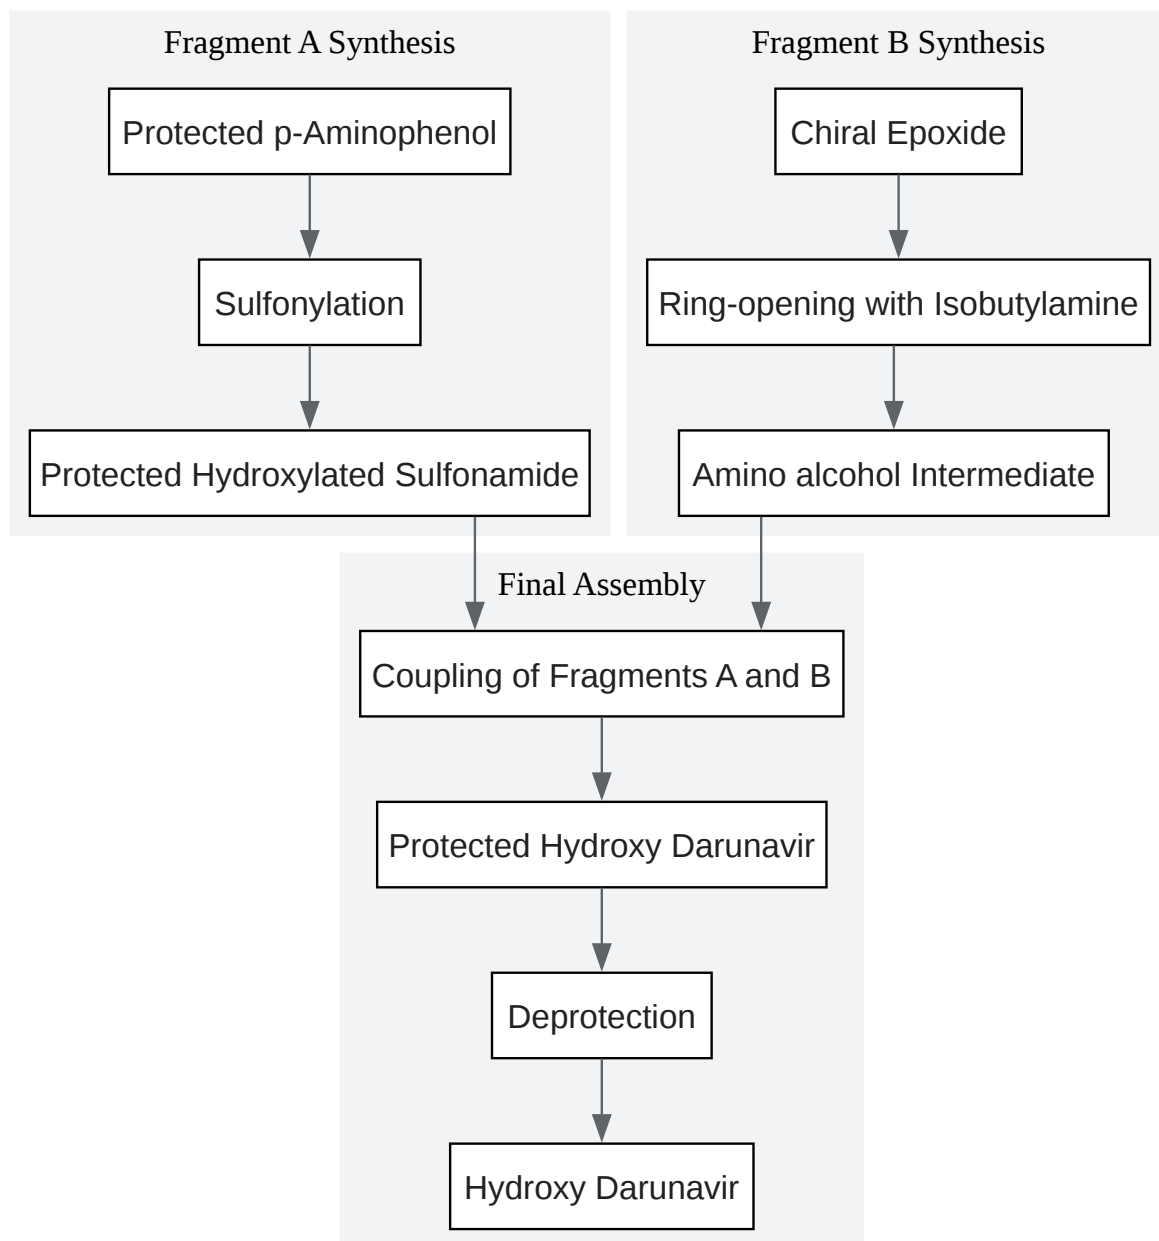 Fragment A Synthesis
Protected p-Aminophenol
Sulfonylation
Protected Hydroxylated Sulfonamide
Fragment B Synthesis
Chiral Epoxide
Ring-opening with Isobutylamine
Amino alcohol Intermediate
Final Assembly
Coupling of Fragments A and B
Protected Hydroxy Darunavir
Deprotection
Hydroxy Darunavir